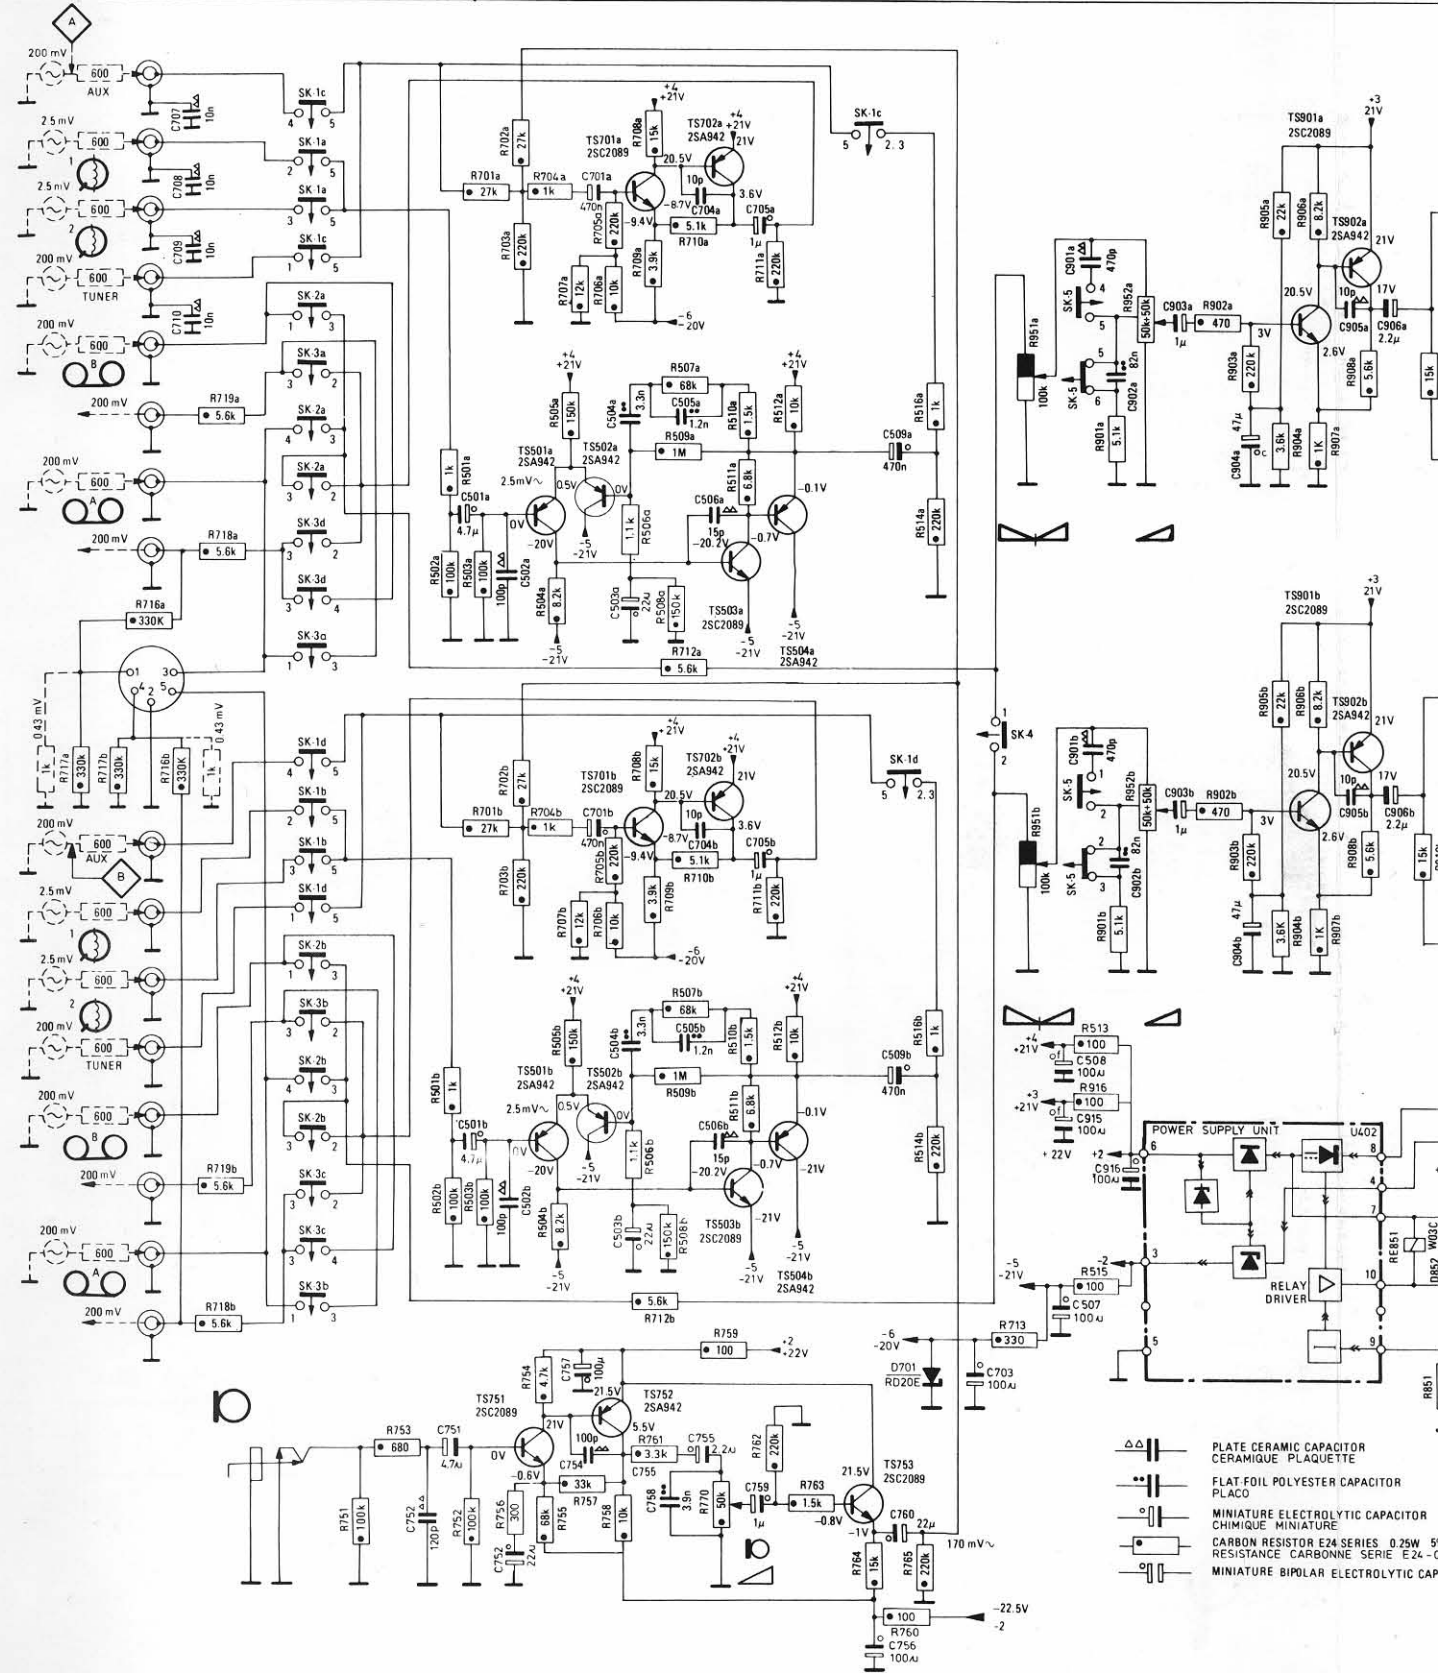 A
200 mV
600
AUX
C707
10n
2.5 mV
600
1
C708
10n
2.5 mV
600
2
C709
10n
200 mV
600
TUNER
C710
10n
200 mV
600
B
200 mV
R719a
5.6k
200 mV
600
A
200 mV
R718a
5.6k
R716a
330K
SK-1c
4 5
SK-1a
2 5
SK-1a
3 5
SK-1c
1 5
SK-2a
1 3
SK-3a
3 2
SK-2a
4 3
SK-2a
3 2
SK-3d
3 2
SK-3d
3 4
SK-3a
1 3
R702a
27k
R701a
27k
R704a
1k
C701a
470n
R703a
220k
TS701a
2SC2089
R708a
15k
+4
+21V
TS702a
2SA942
+4
+21V
21V
20.5V
10p
C704a
3.6V
-8.7V
-9.4V
R705a
220k
5.1k
R710a
C705a
1µ
R709a
3.9k
R707a
12k
R706a
10k
R711a
220k
-6
-20V
SK-1c
5 2.3
+4
+21V
R505a
150k
C504a
3.3n
R507a
68k
C505a
1.2n
R510a
1.5k
+4
+21V
R512a
10k
R509a
1M
TS501a
2SA942
TS502a
2SA942
2.5mV~
0.5V
0V
0V
R501a
1k
C501a
4.7µ
R502a
100k
R503a
100k
100p
C502a
-20V
R504a
8.2k
-5
-21V
-5
-21V
1.1k
R506a
C503a
22µ
R508a
150k
C506a
15p
-20.2V
R511a
6.8k
-0.1V
-0.7V
TS503a
2SC2089
-5
-21V
-5
-21V
TS504a
2SA942
C509a
470n
R516a
1k
R514a
220k
R712a
5.6k
R951a
100k
C901a
470p
4
SK-5
5
R952a
50k+50k
5
SK-5
6
82n
C902a
R901a
5.1k
C903a
1µ
R902a
470
3V
R903a
220k
47µ
C904a
3.6k
R904a
R905a
22k
R906a
8.2k
TS901a
2SC2089
+3
21V
TS902a
2SA942
21V
20.5V
10p
C905a
17V
C906a
2.2µ
2.6V
R908a
5.6k
1K
R907a
15k
1 3
4 2 5
0.43 mV
1k
R717a
330k
R717b
330k
R716b
330K
1k
0.43 mV
200 mV
600
AUX
B
2.5 mV
600
1
2.5 mV
600
2
200 mV
600
TUNER
200 mV
600
B
200 mV
R719b
5.6k
200 mV
600
A
200 mV
R718b
5.6k
SK-1d
4 5
SK-1b
2 5
SK-1b
3 5
SK-1d
1 5
SK-2b
1 3
SK-3b
3 2
SK-2b
4 3
SK-2b
3 2
SK-3c
3 2
SK-3c
3 4
SK-3b
1 3
R702b
27k
R701b
27k
R704b
1k
C701b
470n
R703b
220k
TS701b
2SC2089
R708b
15k
+4
+21V
TS702b
2SA942
+4
+21V
21V
20.5V
10p
C704b
3.6V
-8.7V
-9.4V
R705b
220k
5.1k
R710b
C705b
1µ
3.9k
R709b
R707b
12k
R706b
10k
R711b
220k
-6
-20V
SK-1d
5 2.3
1
SK-4
2
+4
+21V
R505b
150k
C504b
3.3n
R507b
68k
C505b
1.2n
R510b
1.5k
+4
+21V
R512b
10k
1M
R509b
TS501b
2SA942
TS502b
2SA942
2.5mV~
0.5V
0V
0V
R501b
1k
C501b
4.7µ
R502b
100k
R503b
100k
100p
C502b
-20V
R504b
8.2k
-5
-21V
-5
-21V
1.1k
R506b
C503b
22µ
150k
R508b
C506b
15p
-20.2V
R511b
6.8k
-0.1V
-0.7V
-21V
-21V
TS503b
2SC2089
-5
-21V
-5
-21V
TS504b
2SA942
C509b
470n
R516b
1k
R514b
220k
5.6k
R712b
R951b
100k
C901b
470p
1
SK-5
2
R952b
50k+50k
2
SK-5
3
82n
C902b
R901b
5.1k
C903b
1µ
R902b
470
3V
R903b
220k
47µ
C904b
3.6K
R904b
R905b
22k
R906b
8.2k
TS901b
2SC2089
+3
21V
TS902b
2SA942
21V
20.5V
10p
C905b
17V
C906b
2.2µ
2.6V
R908b
5.6k
1K
R907b
15k
R513
100
+4
+21V
C508
100µ
R916
100
+3
+21V
C915
100µ
+ 22V
+2
C916
100µ
POWER SUPPLY UNIT
U402
6
8
4
7
10
9
3
5
RELAY
DRIVER
RE851
W03C
D852
R851
-2
R515
100
-5
-21V
C507
100µ
R713
330
-6
-20V
D701
RD20E
C703
100µ
R759
100
+2
+22V
R754
4.7k
C757
100µ
21.5V
TS752
2SA942
TS751
2SC2089
21V
5.5V
100p
C754
R761
3.3k
C755
2.2µ
C755
R753
680
C751
4.7µ
0V
-0.6V
33k
R757
R751
100k
C752
120p
R752
100k
R756
300
C752
22µ
68k
R755
R758
10k
C758
3.9n
R770
50k
C759
1µ
R762
220k
R763
1.5k
21.5V
TS753
2SC2089
-0.8V
-1V
C760
22µ
170 mV~
R764
15k
R765
220k
100
R760
-22.5V
-2
C756
100µ
PLATE CERAMIC CAPACITOR
CERAMIQUE PLAQUETTE
FLAT-FOIL POLYESTER CAPACITOR
PLACO
MINIATURE ELECTROLYTIC CAPACITOR
CHIMIQUE MINIATURE
CARBON RESISTOR E24 SERIES 0.25W
RESISTANCE CARBONNE SERIE E24
MINIATURE BIPOLAR ELECTROLYTIC CAP